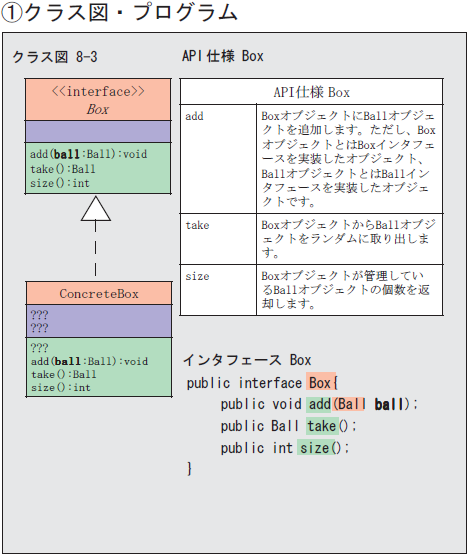 ①クラス図・プログラム
クラス図 8-3
<<interface>>
Box
add(ball:Ball):void
take():Ball
size():int
ConcreteBox
???
???
???
add(ball:Ball):void
take():Ball
size():int
API仕様 Box
API仕様 Box
add
BoxオブジェクトにBallオブジェ
クトを追加します。ただし、Box
オブジェクトとはBoxインタフ
ェースを実装したオブジェクト、
BallオブジェクトとはBallイン
タフェースを実装したオブジェ
クトです。
take
BoxオブジェクトからBallオブジ
ェクトをランダムに取り出しま
す。
size
Boxオブジェクトが管理してい
るBallオブジェクトの個数を返
却します。
インタフェース Box
public interface Box{
public void add(Ball ball);
public Ball take();
public int size();
}